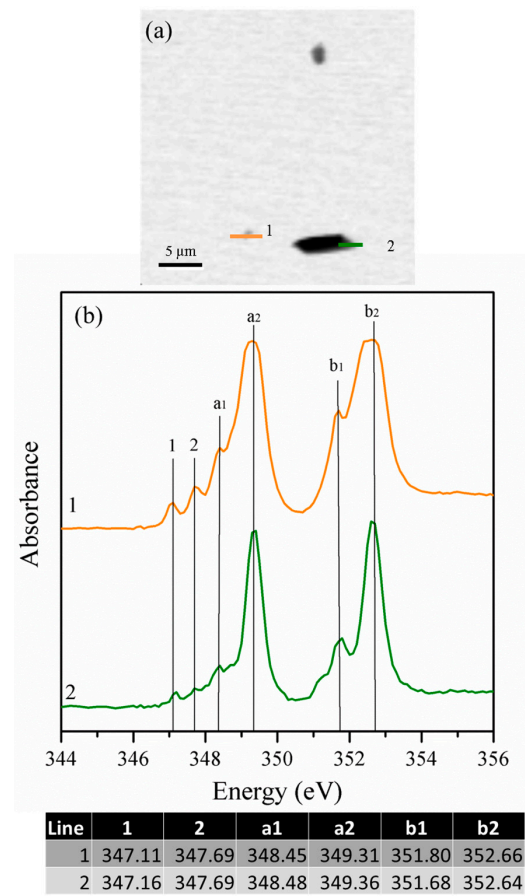 (a)
1
2
5 µm
(b)
a2
b2
b1
a1
1 2
1
2
Absorbance
344 346 348 350 352 354 356
Energy (eV)
Line 1 2 a1 a2 b1 b2
1 347.11 347.69 348.45 349.31 351.80 352.66
2 347.16 347.69 348.48 349.36 351.68 352.64